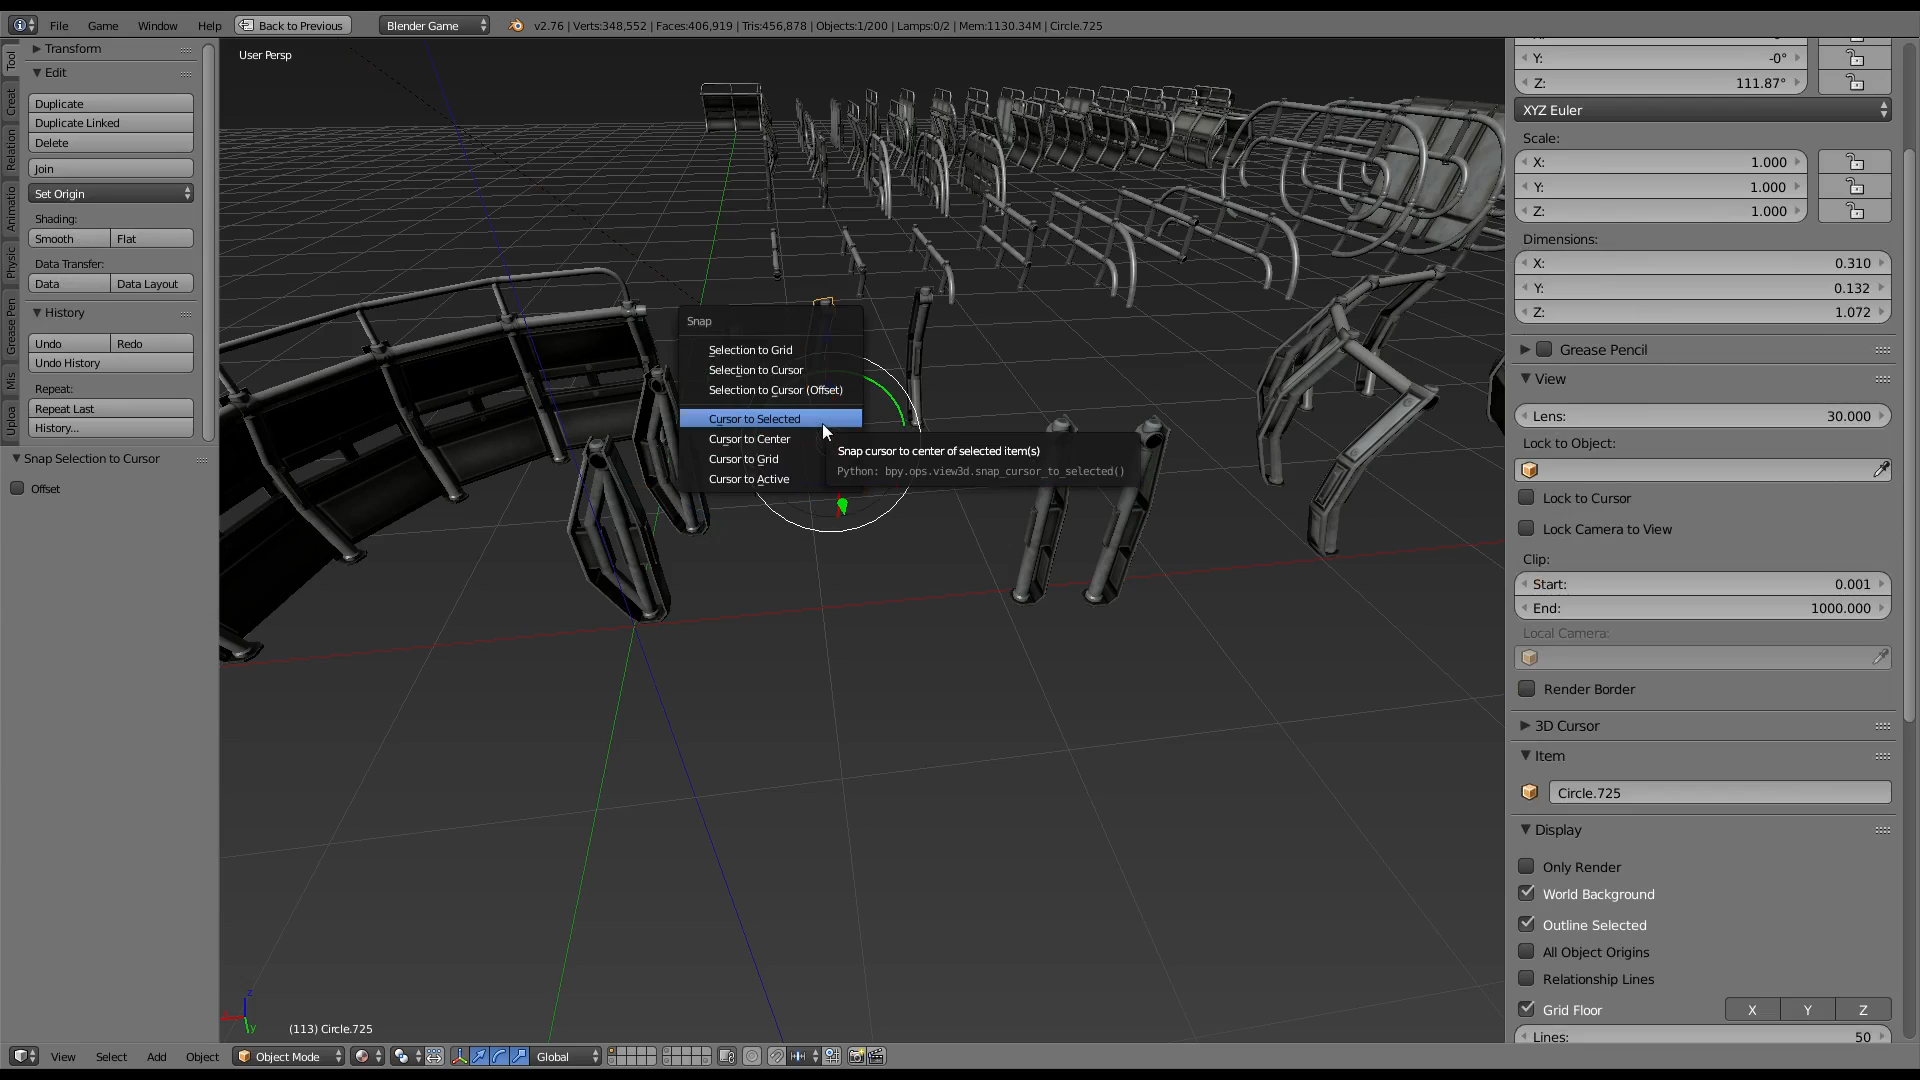 File Game Window Help Back to Previous Blender Game v2.76 | Verts:348,552 | Faces:406,919 | Tris:456,878 | Objects:1/200 | Lamps:0/2 | Mem:1130.34M | Circle.725
Tool
Creat
Relation
Animatio
Physic
Grease Pen
Mis
Uploa
Transform
Edit
Duplicate
Duplicate Linked
Delete
Join
Set Origin
Shading:
Smooth Flat
Data Transfer:
Data Data Layout
History
Undo Redo
Undo History
Repeat:
Repeat Last
History...
Snap Selection to Cursor
Offset
User Persp
Snap
Selection to Grid
Selection to Cursor
Selection to Cursor (Offset)
Cursor to Selected
Cursor to Center
Cursor to Grid
Cursor to Active
Snap cursor to center of selected item(s)
Python: bpy.ops.view3d.snap_cursor_to_selected()
z
y
(113) Circle.725
Y: -0°
Z: 111.87°
XYZ Euler
Scale:
X: 1.000
Y: 1.000
Z: 1.000
Dimensions:
X: 0.310
Y: 0.132
Z: 1.072
Grease Pencil
View
Lens: 30.000
Lock to Object:
Lock to Cursor
Lock Camera to View
Clip:
Start: 0.001
End: 1000.000
Local Camera:
Render Border
3D Cursor
Item
Circle.725
Display
Only Render
World Background
Outline Selected
All Object Origins
Relationship Lines
Grid Floor X Y Z
Lines: 50
View Select Add Object Object Mode Global